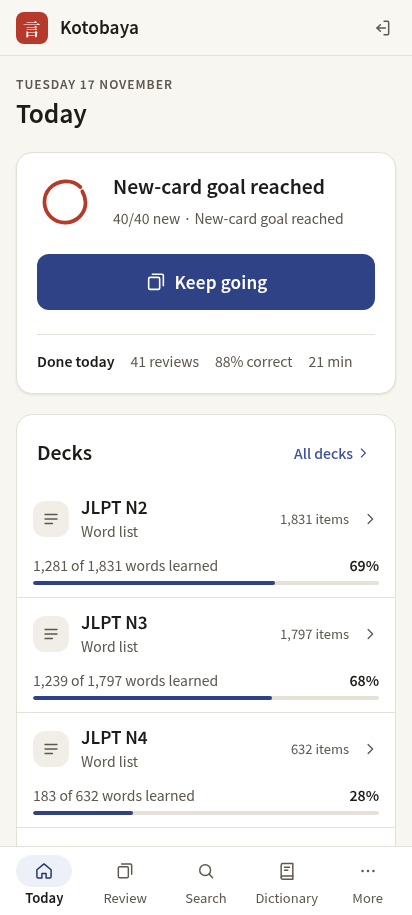 言 Kotobaya
TUESDAY 17 NOVEMBER
Today
New-card goal reached
40/40 new · New-card goal reached
Keep going
Done today 41 reviews 88% correct 21 min
Decks All decks
JLPT N2
Word list
1,831 items
1,281 of 1,831 words learned 69%
JLPT N3
Word list
1,797 items
1,239 of 1,797 words learned 68%
JLPT N4
Word list
632 items
183 of 632 words learned 28%
Today Review Search Dictionary More